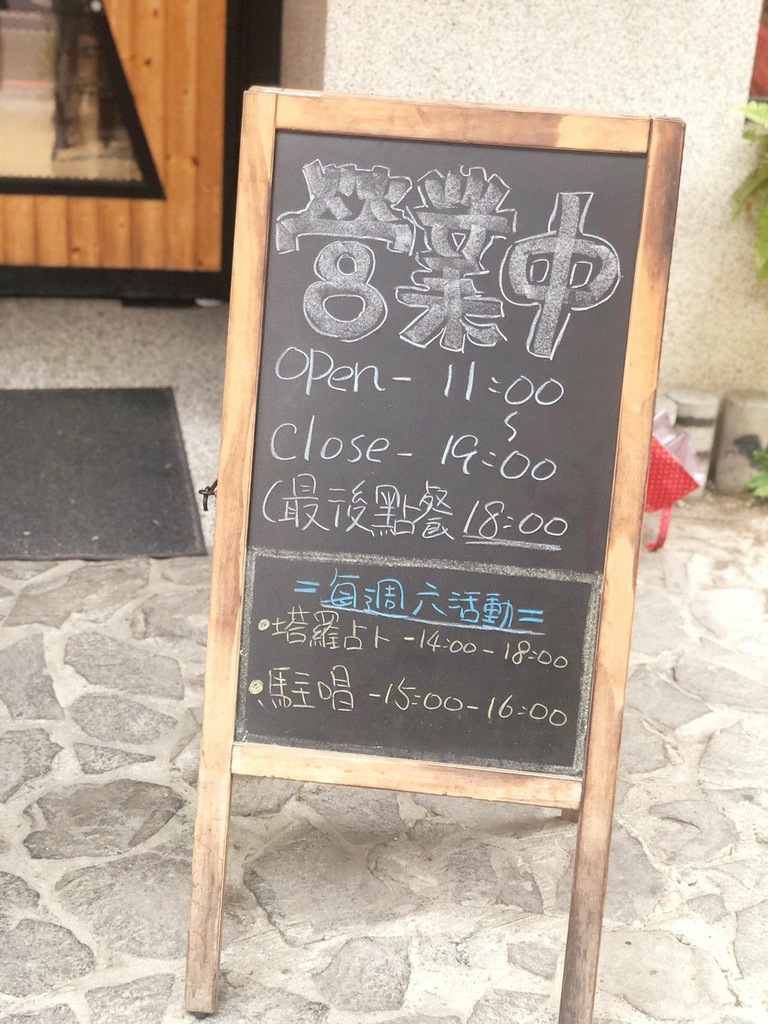 營業中
open - 11:00
~
Close - 19:00
(最後點餐 18:00
=每週六活動=
•塔羅占卜 - 14:00 - 18:00
•駐唱 - 15:00 - 16:00